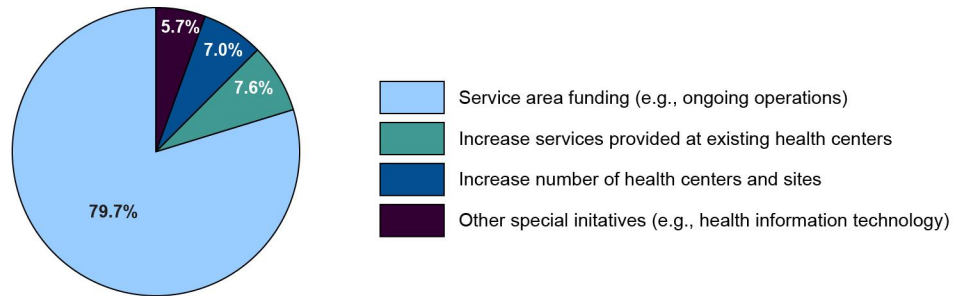 5.7%
7.0%
7.6%
79.7%
Service area funding (e.g., ongoing operations)
Increase services provided at existing health centers
Increase number of health centers and sites
Other special initatives (e.g., health information technology)